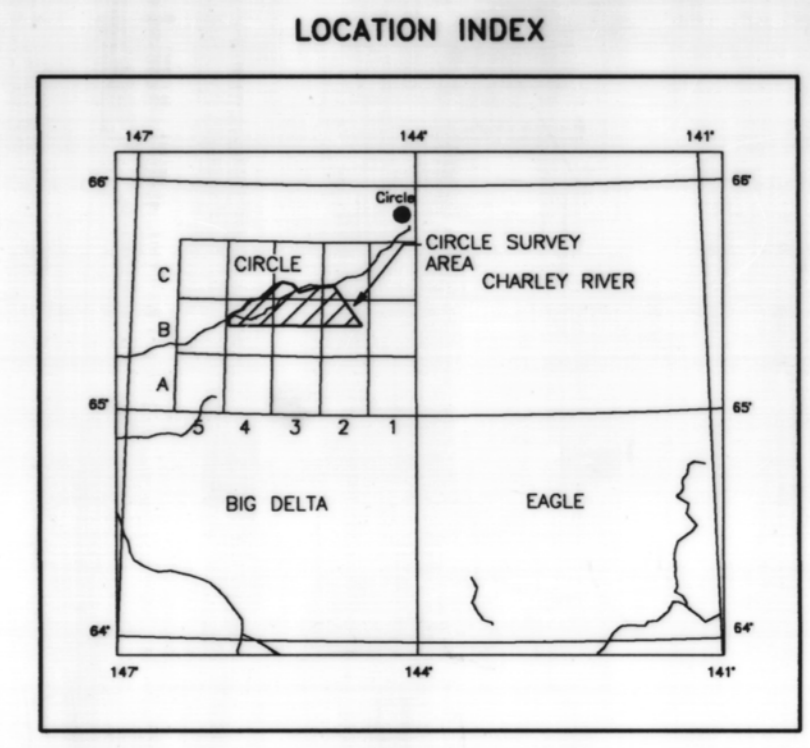 LOCATION INDEX
147° 144° 141°
66° 66°
Circle
CIRCLE SURVEY
AREA
C CIRCLE
CHARLEY RIVER
B
A
65° 65°
5 4 3 2 1
BIG DELTA EAGLE
64° 64°
147° 144° 141°